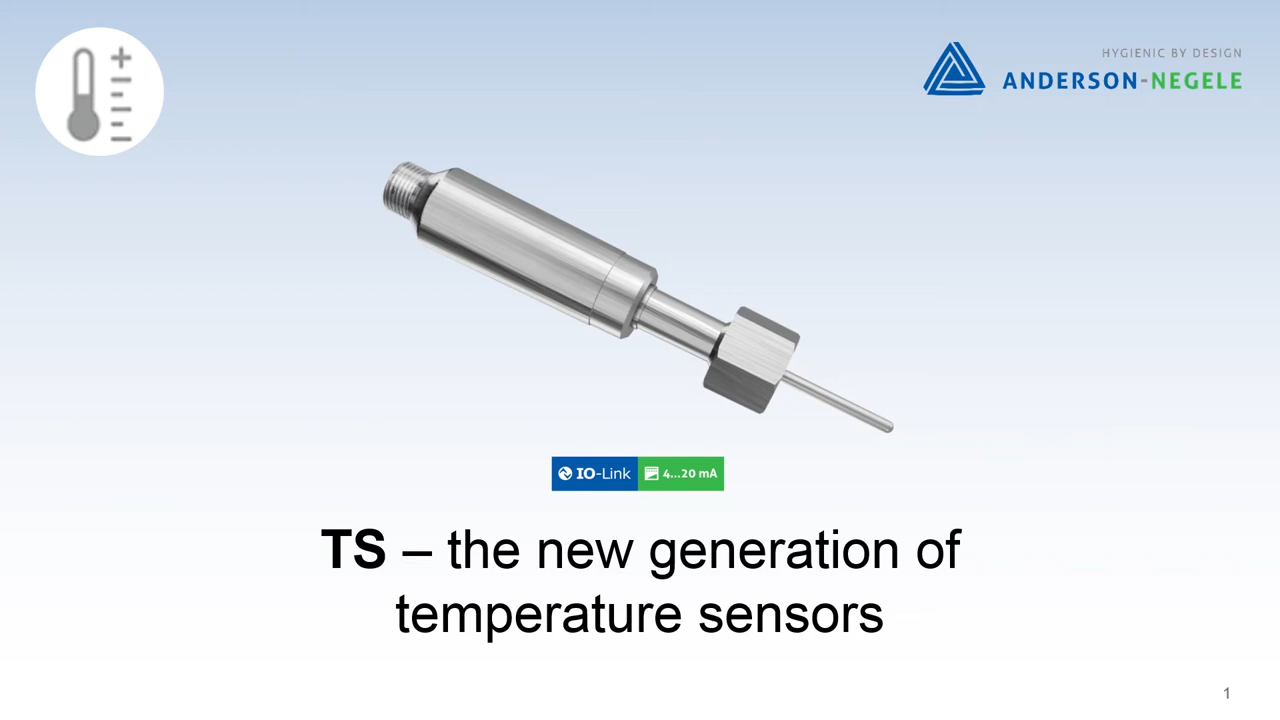 HYGIENIC BY DESIGN
ANDERSON-NEGELE
IO-Link 4...20 mA
TS – the new generation of
temperature sensors
1